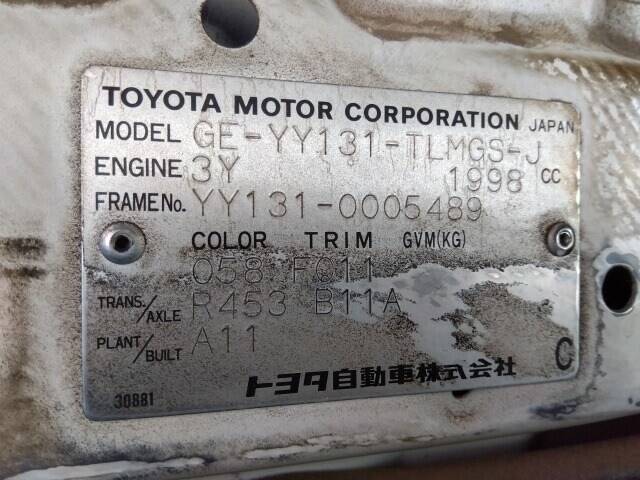 TOYOTA MOTOR CORPORATION JAPAN
MODEL GE-YY131-TLMGS-J
ENGINE 3Y 1998 CC
FRAME No. YY131-0005489
COLOR TRIM GVM(KG)
058 FC11
TRANS./AXLE R453 B11A
PLANT/BUILT A11
C
トヨタ自動車株式会社
30881